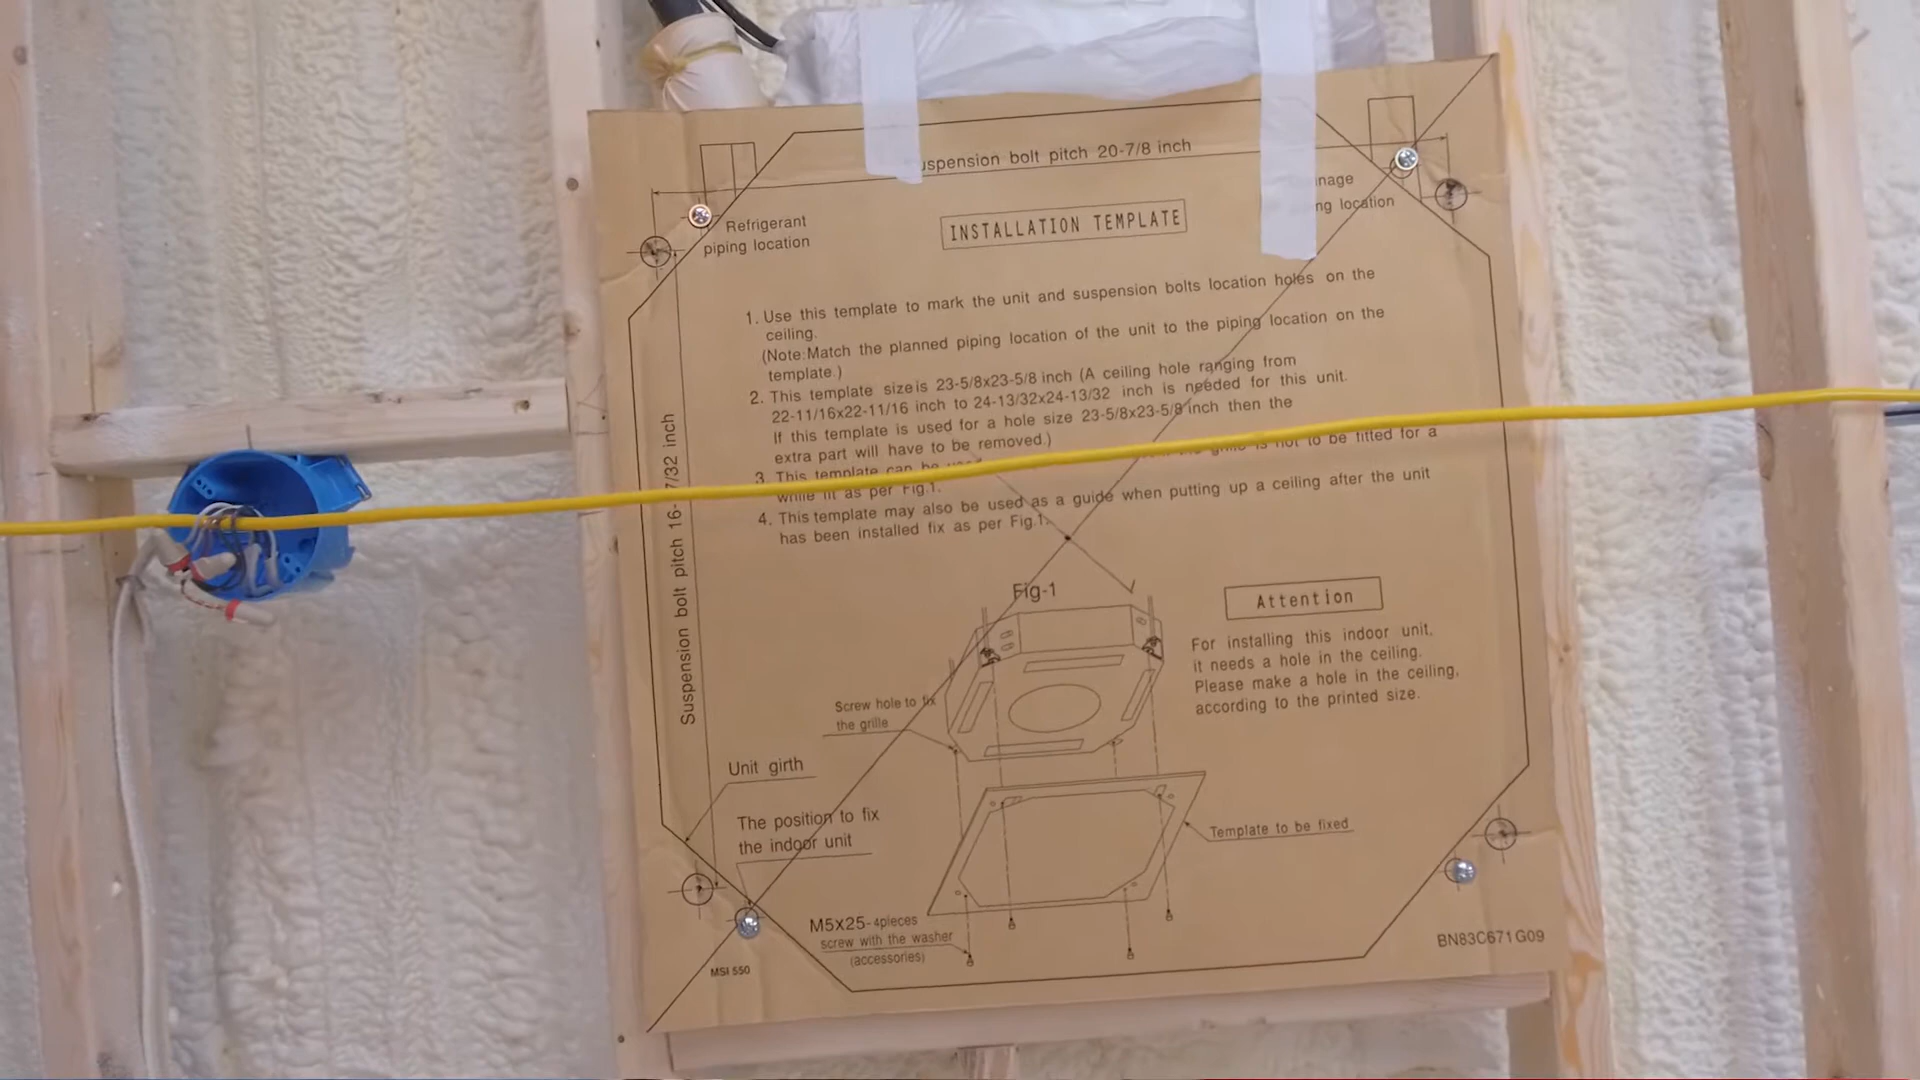 uspension bolt pitch 20-7/8 inch
Refrigerant
piping location
INSTALLATION TEMPLATE
nage
ng location
1. Use this template to mark the unit and suspension bolts location holes on the
ceiling.
(Note:Match the planned piping location of the unit to the piping location on the
template.)
2. This template size is 23-5/8x23-5/8 inch (A ceiling hole ranging from
22-11/16x22-11/16 inch to 24-13/32x24-13/32 inch is needed for this unit.
If this template is used for a hole size 23-5/8x23-5/8 inch then the
extra part will have to be removed.)
3. This template can be used grille is not to be fitted for a
while fit as per Fig.1.
4. This template may also be used as a guide when putting up a ceiling after the unit
has been installed fix as per Fig.1.
Suspension bolt pitch 16- 7/32 inch
Fig-1
Attention
For installing this indoor unit.
it needs a hole in the ceiling.
Please make a hole in the ceiling,
according to the printed size.
Screw hole to fix
the grille
Unit girth
The position to fix
the indoor unit
Template to be fixed
M5X25-4pieces
screw with the washer
(accessories)
MSI 550
BN83C671G09